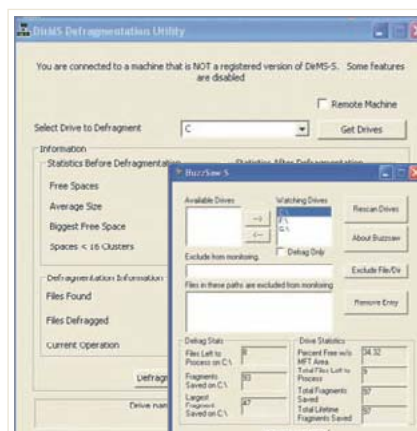 DirMS Defragmentation Utility
You are connected to a machine that is NOT a registered version of DirMS-S. Some features
are disabled
Remote Machine
Select Drive to Defragment
C
Get Drives
Information
Statistics Before Defragmentation
Statistics After Defragmentation
Free Spaces
Average Size
Biggest Free Space
Spaces < 16 Clusters
Defragmentation Information
Files Found
Files Defragged
Current Operation
Defrag
Drive nam
BuzzSaw S
Available Drives
Watching Drives
-->
<--
F:\
G:\
Defrag Only
Rescan Drives
About Buzzsaw
Exclude from monitoring.
Exclude File/Dir
Files in these paths are excluded from monitoring
Remove Entry
Defrag Stats
Files Left to
Process on C:\
8
Fragments
Saved on C:\
93
Largest
Fragment
Saved on C:\
47
Drive Statistics
Percent Free w/o
MFT Area
34.32
Total Files Left to
Process
9
Total Fragments
Saved
97
Total Lifetime
Fragments Saved
97